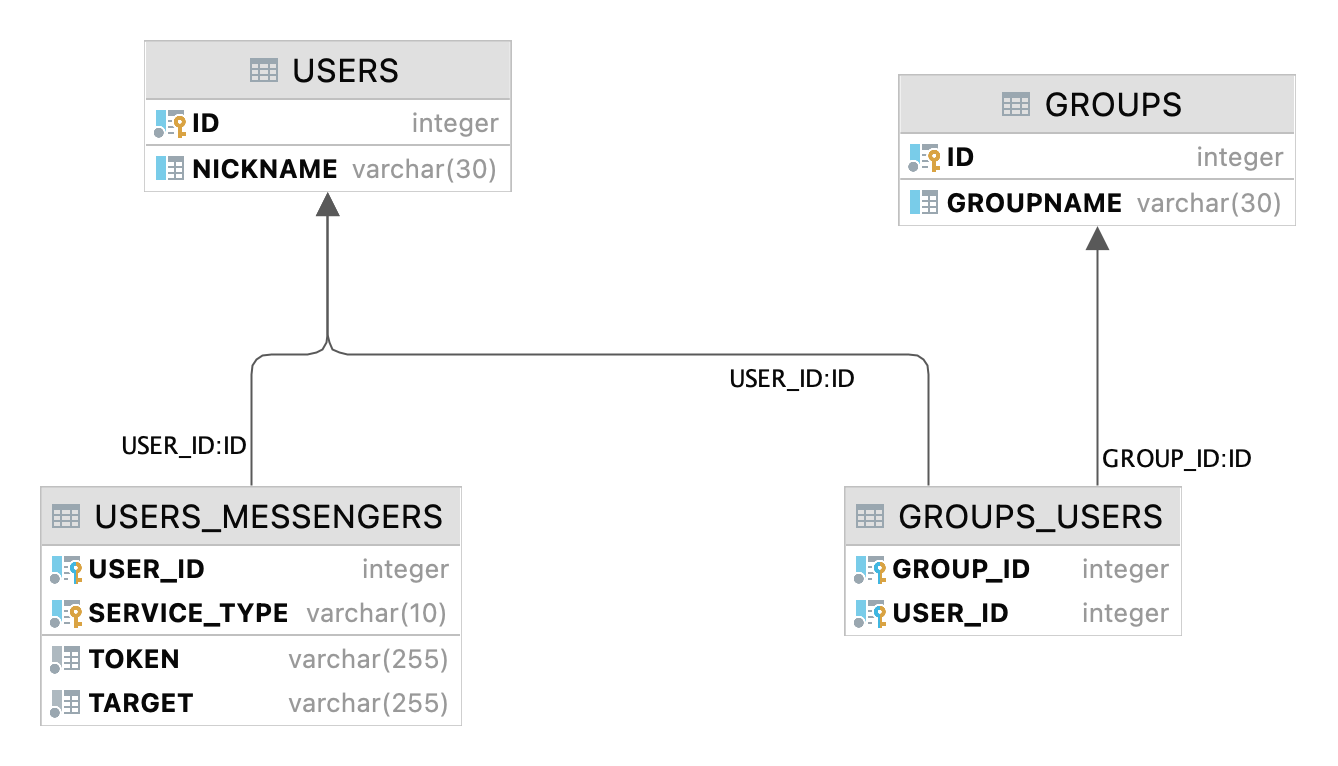 USERS
ID integer
NICKNAME varchar(30)
GROUPS
ID integer
GROUPNAME varchar(30)
USER_ID:ID
USER_ID:ID
GROUP_ID:ID
USERS_MESSENGERS
USER_ID integer
SERVICE_TYPE varchar(10)
TOKEN varchar(255)
TARGET varchar(255)
GROUPS_USERS
GROUP_ID integer
USER_ID integer